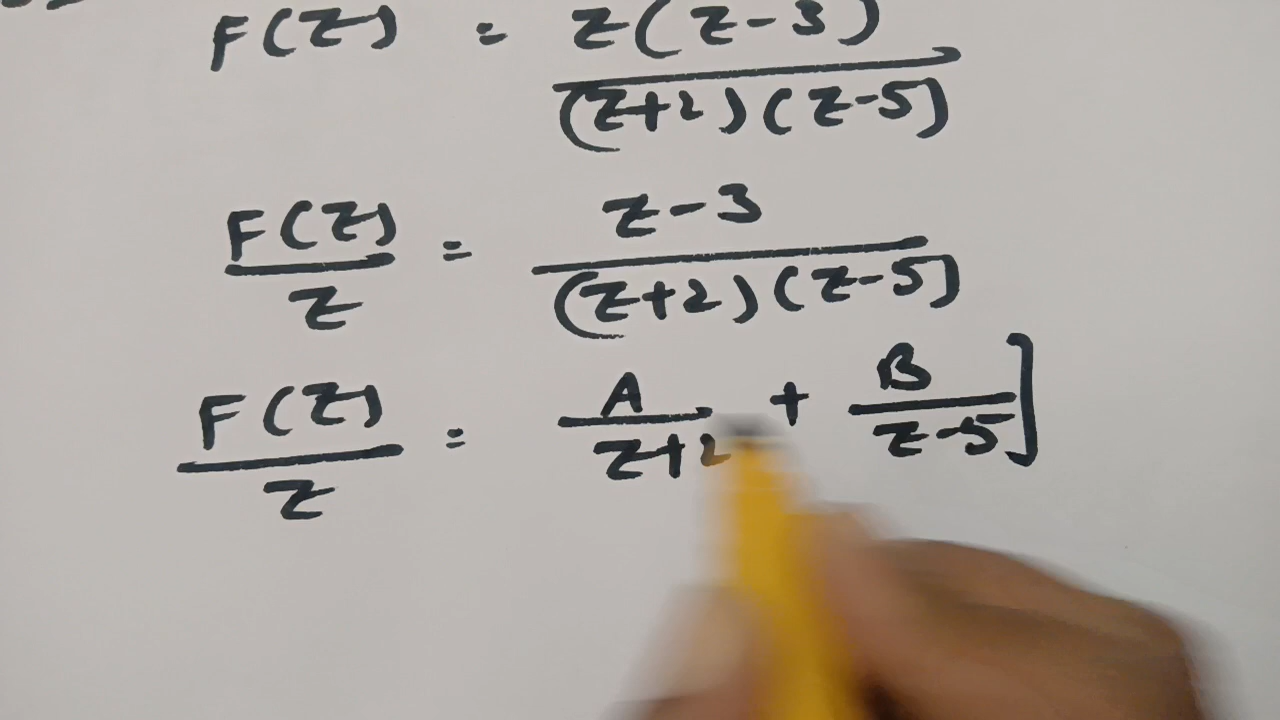 F(Z) = Z(Z-3)
(Z+2)(Z-5)
F(Z) = Z-3
Z (Z+2)(Z-5)
F(Z) = A + B ]
Z Z+2 Z-5